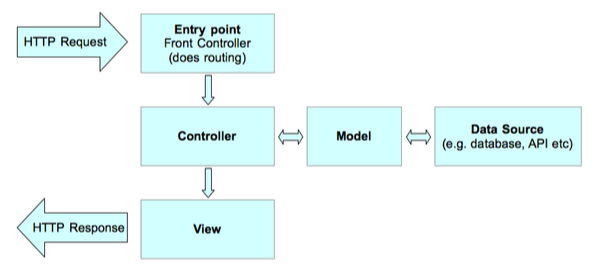 HTTP Request
Entry point
Front Controller
(does routing)
Controller
Model
Data Source
(e.g. database, API etc)
HTTP Response
View